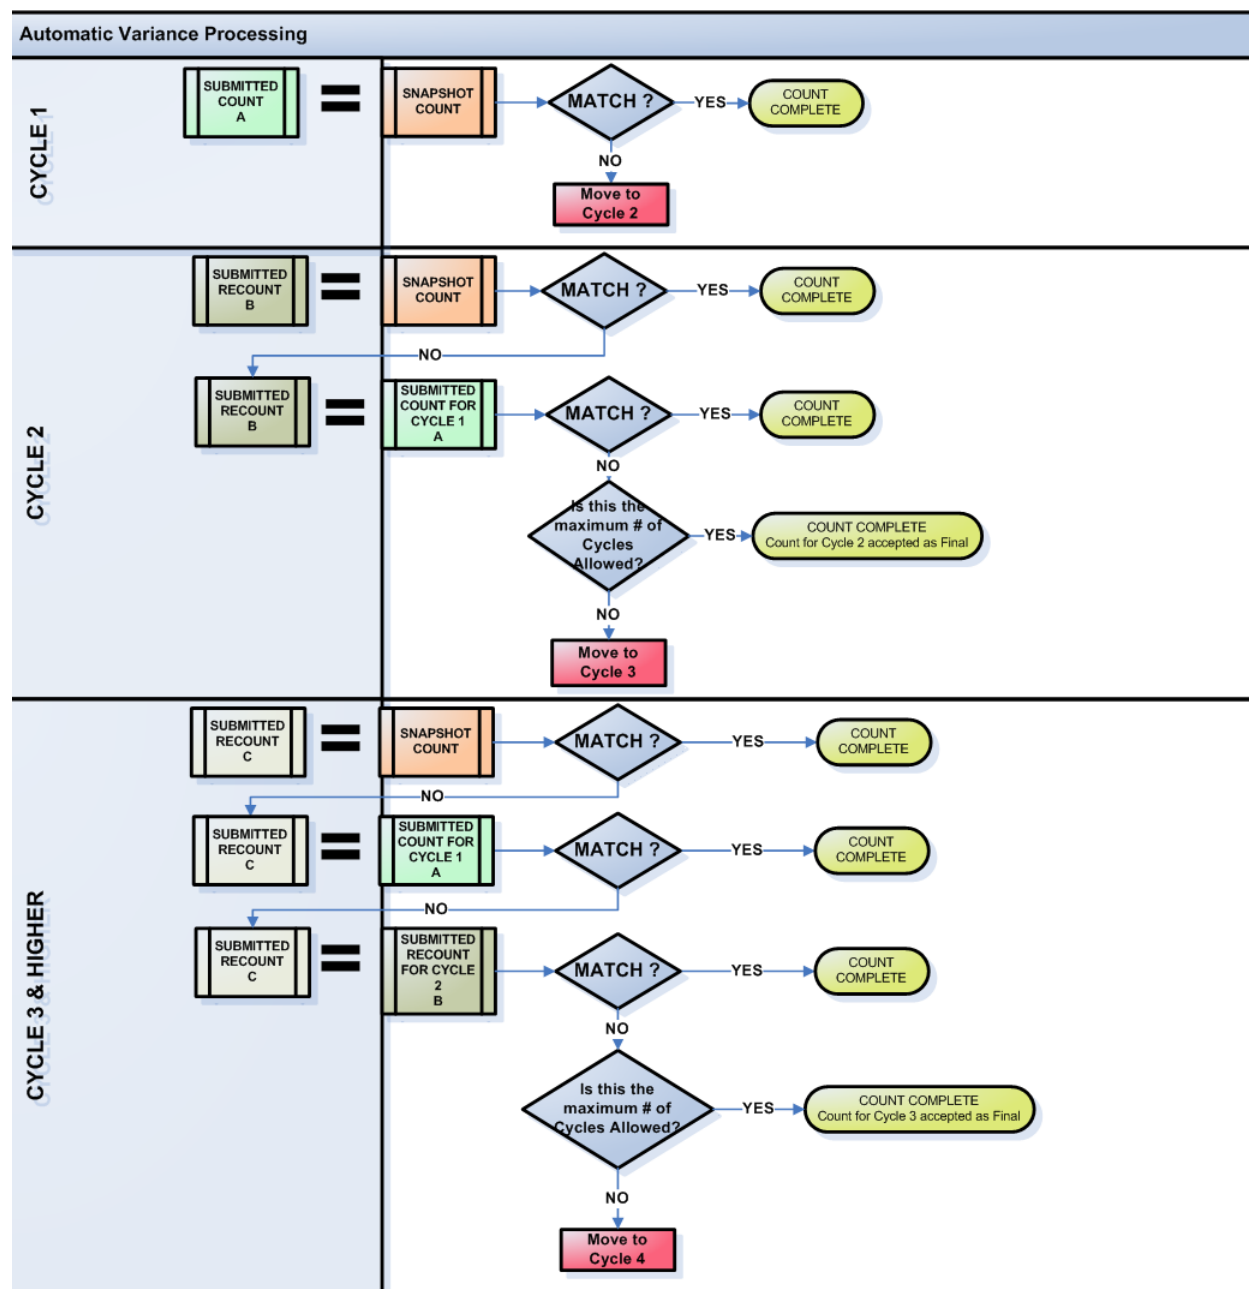 Automatic Variance Processing
CYCLE 1
SUBMITTED
COUNT
A
=
SNAPSHOT
COUNT
MATCH ?
YES
COUNT
COMPLETE
NO
Move to
Cycle 2
CYCLE 2
SUBMITTED
RECOUNT
B
=
SNAPSHOT
COUNT
MATCH ?
YES
COUNT
COMPLETE
NO
SUBMITTED
RECOUNT
B
=
SUBMITTED
COUNT FOR
CYCLE 1
A
MATCH ?
YES
COUNT
COMPLETE
NO
Is this the
maximum # of
Cycles
Allowed?
YES
COUNT COMPLETE
Count for Cycle 2 accepted as Final
NO
Move to
Cycle 3
CYCLE 3 & HIGHER
SUBMITTED
RECOUNT
C
=
SNAPSHOT
COUNT
MATCH ?
YES
COUNT
COMPLETE
NO
SUBMITTED
RECOUNT
C
=
SUBMITTED
COUNT FOR
CYCLE 1
A
MATCH ?
YES
COUNT
COMPLETE
NO
SUBMITTED
RECOUNT
C
=
SUBMITTED
RECOUNT
FOR CYCLE
2
B
MATCH ?
YES
COUNT
COMPLETE
NO
Is this the
maximum # of
Cycles Allowed?
YES
COUNT COMPLETE
Count for Cycle 3 accepted as Final
NO
Move to
Cycle 4